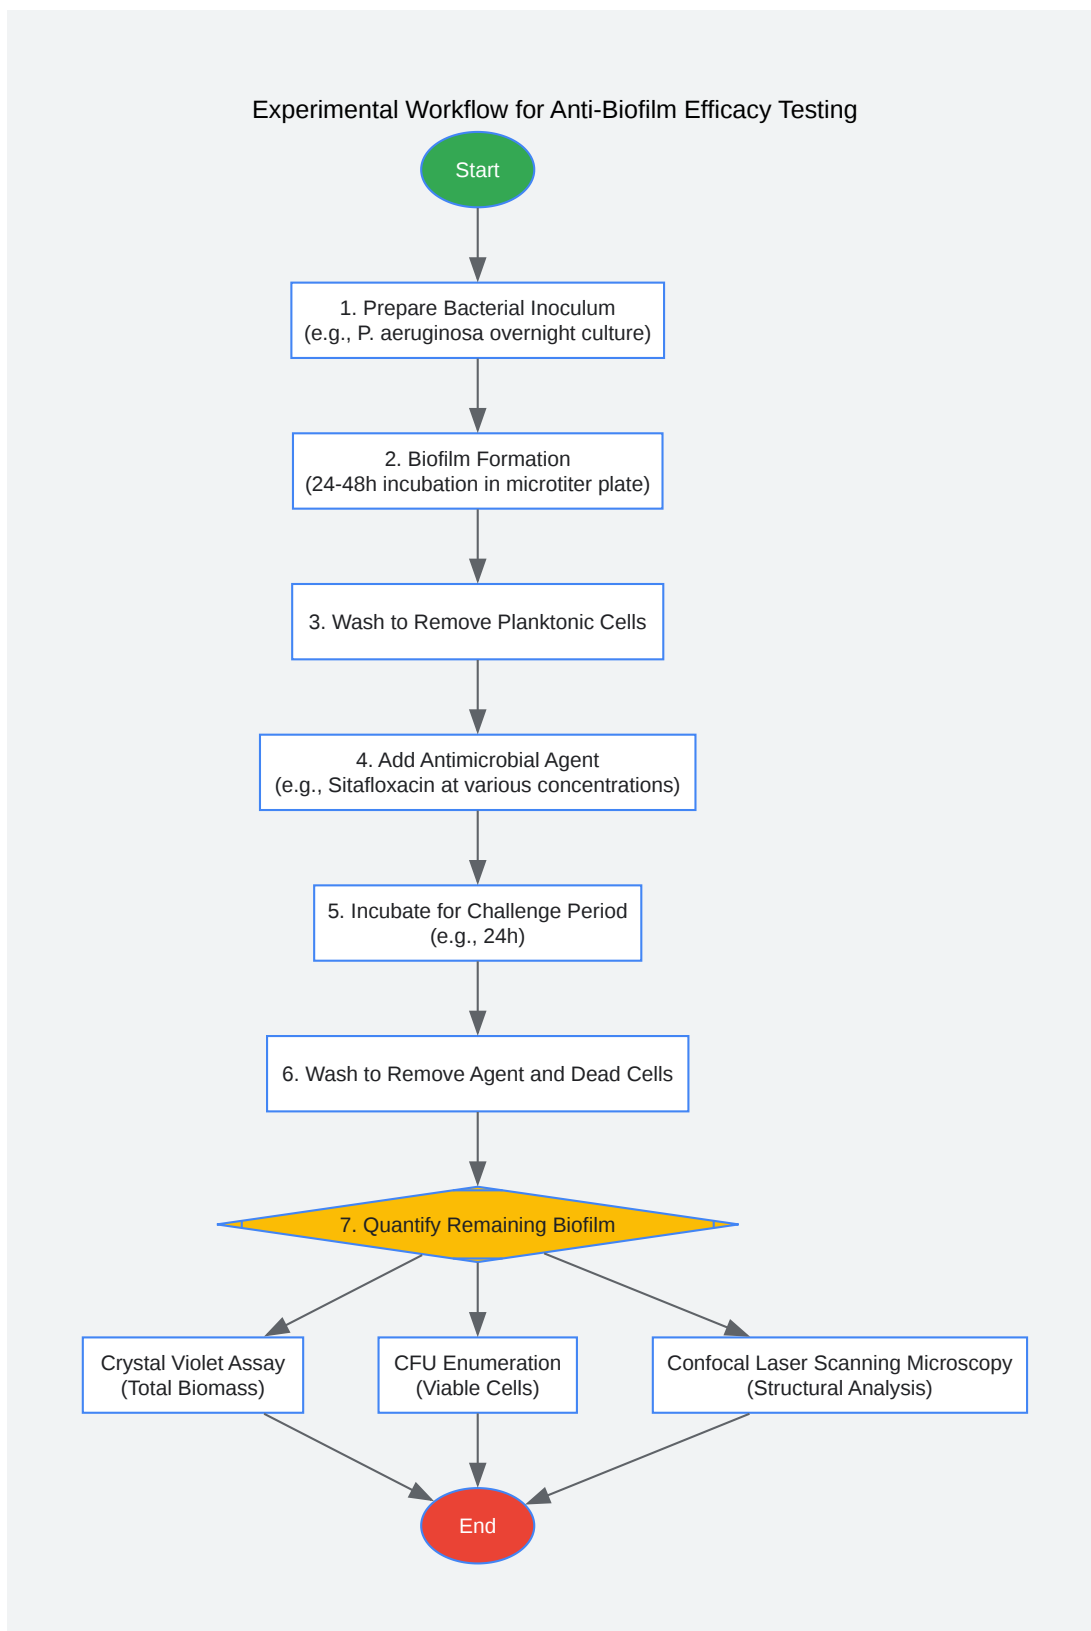 Experimental Workflow for Anti-Biofilm Efficacy Testing
Start
1. Prepare Bacterial Inoculum
(e.g., P. aeruginosa overnight culture)
2. Biofilm Formation
(24-48h incubation in microtiter plate)
3. Wash to Remove Planktonic Cells
4. Add Antimicrobial Agent
(e.g., Sitafloxacin at various concentrations)
5. Incubate for Challenge Period
(e.g., 24h)
6. Wash to Remove Agent and Dead Cells
7. Quantify Remaining Biofilm
Crystal Violet Assay
(Total Biomass)
CFU Enumeration
(Viable Cells)
Confocal Laser Scanning Microscopy
(Structural Analysis)
End